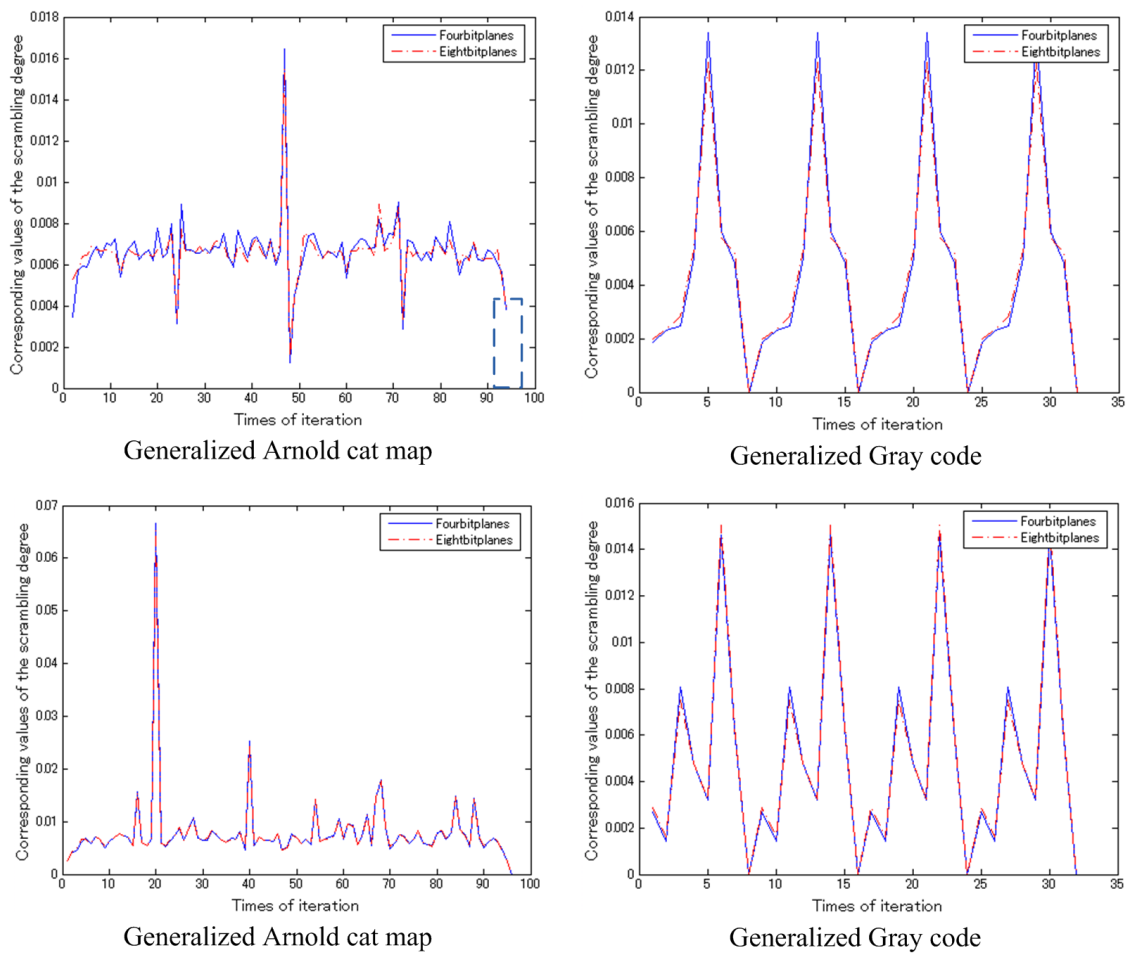 Corresponding values of the scrambling degree
0.018
0.016
0.014
0.012
0.01
0.008
0.006
0.004
0.002
0
0 10 20 30 40 50 60 70 80 90 100
Times of iteration
Fourbitplanes
Eightbitplanes
Generalized Arnold cat map
Corresponding values of the scrambling degree
0.014
0.012
0.01
0.008
0.006
0.004
0.002
0
0 5 10 15 20 25 30 35
Times of iteration
Fourbitplanes
Eightbitplanes
Generalized Gray code
Corresponding values of the scrambling degree
0.07
0.06
0.05
0.04
0.03
0.02
0.01
0
0 10 20 30 40 50 60 70 80 90 100
Times of iteration
Fourbitplanes
Eightbitplanes
Generalized Arnold cat map
Corresponding values of the scrambling degree
0.016
0.014
0.012
0.01
0.008
0.006
0.004
0.002
0
0 5 10 15 20 25 30 35
Times of iteration
Fourbitplanes
Eightbitplanes
Generalized Gray code